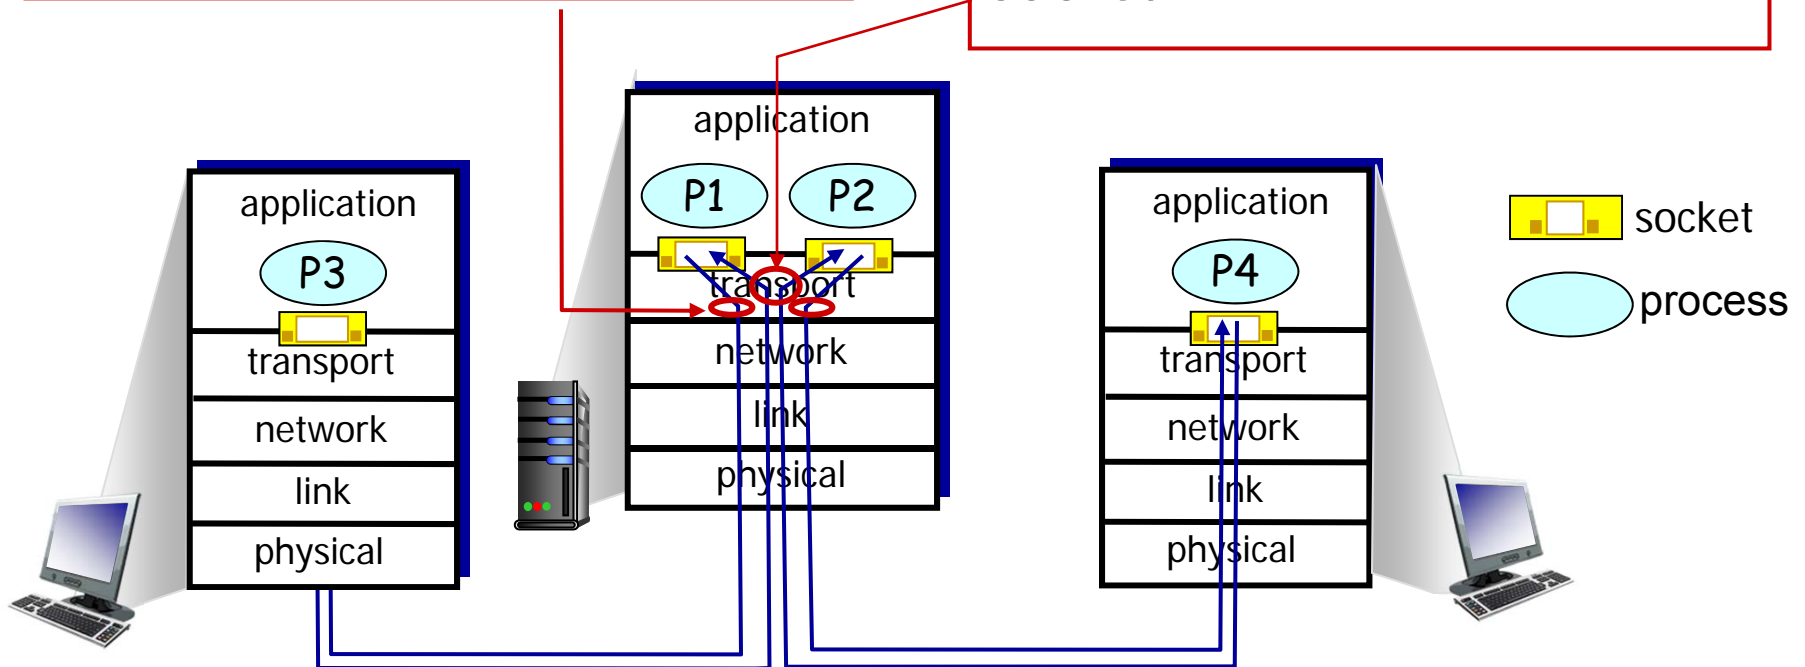 application
P1
P2
transport
network
link
physical
application
P3
transport
network
link
physical
application
P4
transport
network
link
physical
socket
process